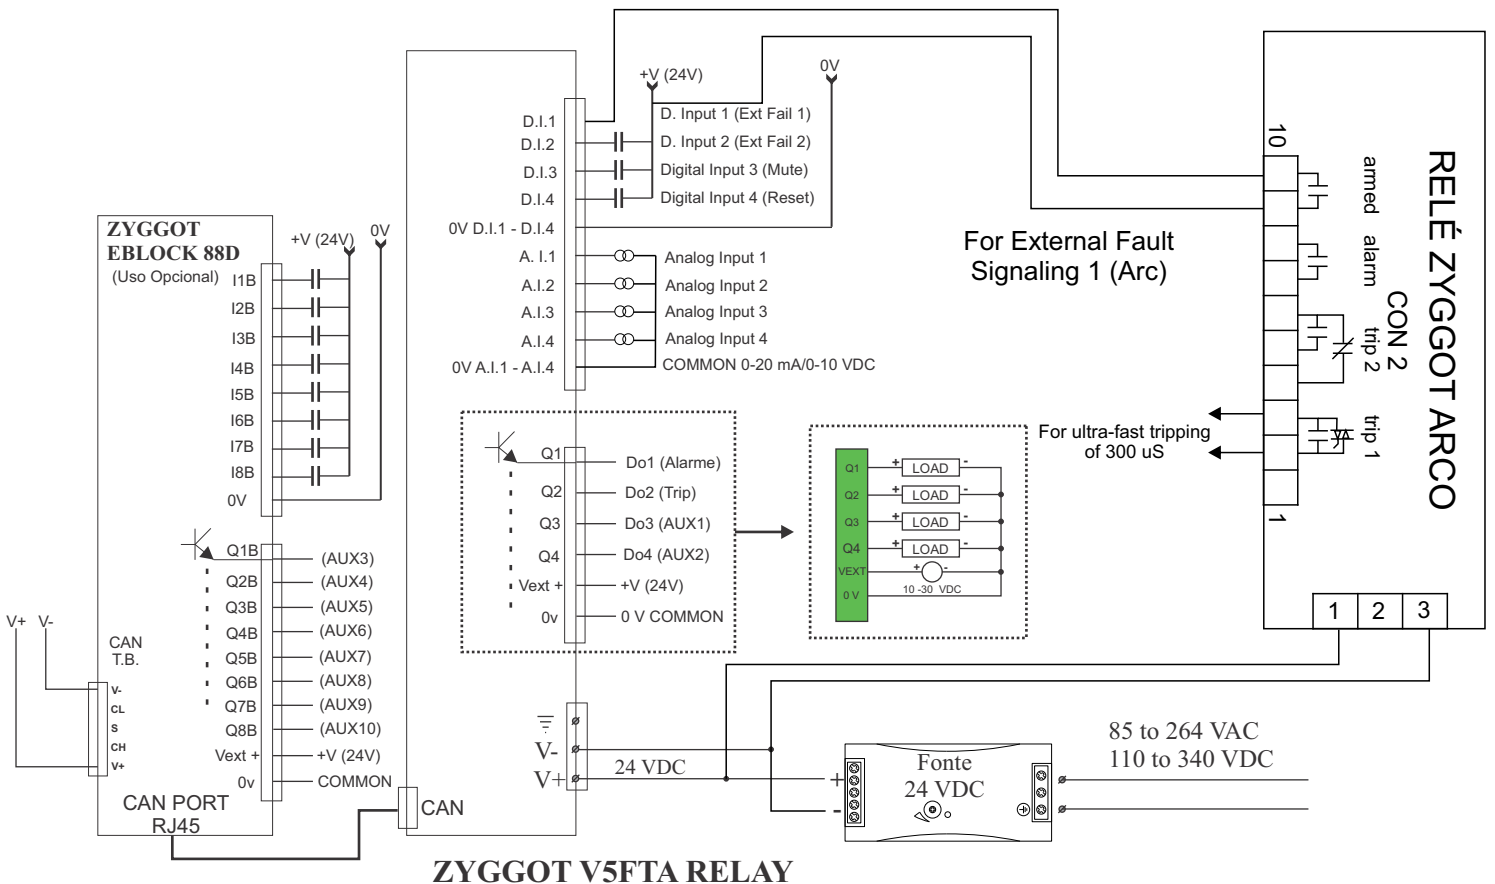 ZYGGOT
EBLOCK 88D
(Uso Opcional)
+V (24V)
0V
I1B
I2B
I3B
I4B
I5B
I6B
I7B
I8B
0V
Q1B
(AUX3)
Q2B
(AUX4)
Q3B
(AUX5)
Q4B
(AUX6)
Q5B
(AUX7)
Q6B
(AUX8)
Q7B
(AUX9)
Q8B
(AUX10)
Vext +
+V (24V)
0v
COMMON
V+ V-
CAN
T.B.
V-
CL
S
CH
V+
CAN PORT
RJ45
CAN
+V (24V)
0V
D.I.1
D. Input 1 (Ext Fail 1)
D.I.2
D. Input 2 (Ext Fail 2)
D.I.3
Digital Input 3 (Mute)
D.I.4
Digital Input 4 (Reset)
0V D.I.1 - D.I.4
A. I.1
Analog Input 1
A.I.2
Analog Input 2
A.I.3
Analog Input 3
A.I.4
Analog Input 4
0V A.I.1 - A.I.4
COMMON 0-20 mA/0-10 VDC
Q1
Do1 (Alarme)
Q2
Do2 (Trip)
Q3
Do3 (AUX1)
Q4
Do4 (AUX2)
Vext +
+V (24V)
0v
0 V COMMON
Q1
+ LOAD -
Q2
+ LOAD -
Q3
+ LOAD -
Q4
+ LOAD -
VEXT
+ -
10 -30 VDC
0 V
V-
V+
24 VDC
Fonte
24 VDC
+
-
85 to 264 VAC
110 to 340 VDC
For External Fault
Signaling 1 (Arc)
For ultra-fast tripping
of 300 uS
10
armed
alarm
trip 2
trip 1
1
CON 2
RELÉ ZYGGOT ARCO
1 2 3
ZYGGOT V5FTA RELAY